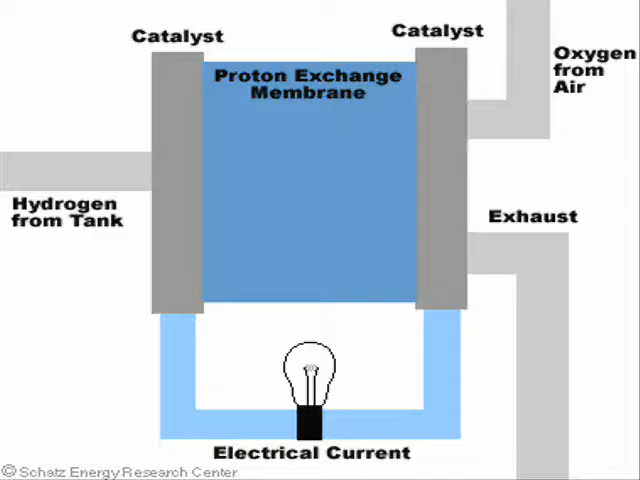 Catalyst
Catalyst
Proton Exchange
Membrane
Oxygen
from
Air
Hydrogen
from Tank
Exhaust
Electrical Current
© Schatz Energy Research Center